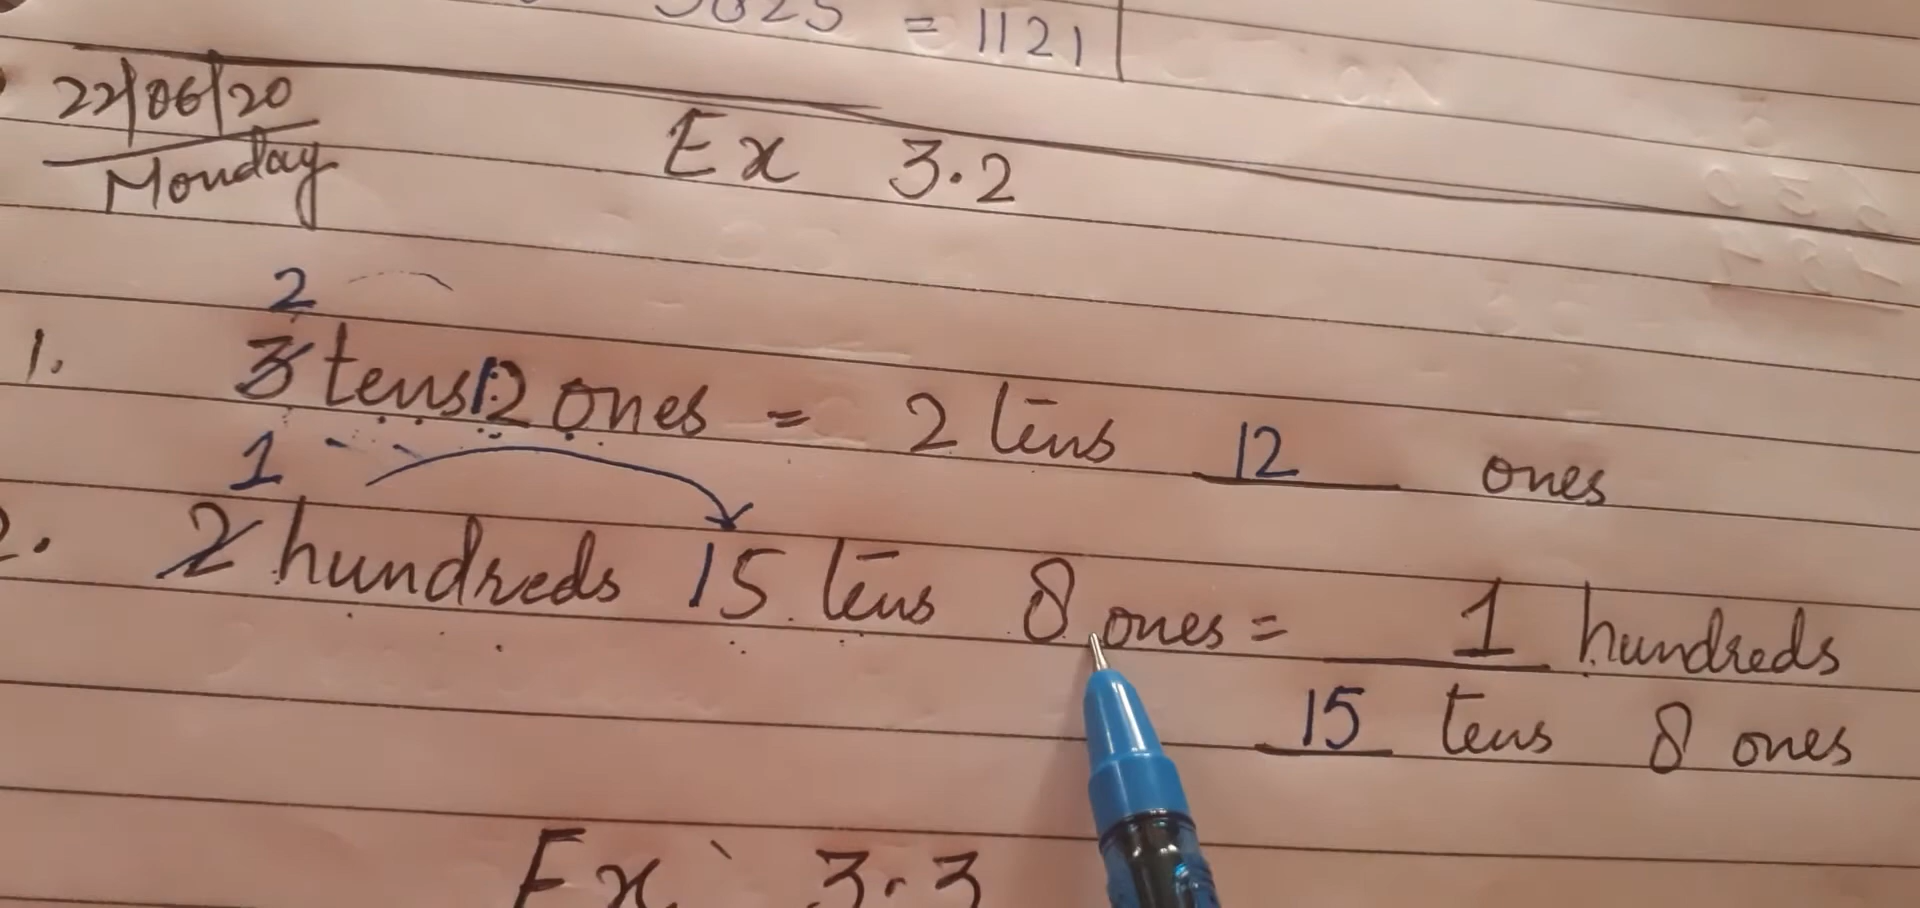 = 1121
22/06/20
Monday
Ex 3.2
2
1. 3 tens 12 ones = 2 tens 12 ones
1
2. 2 hundreds 15 tens 8 ones = 1 hundreds
15 tens 8 ones
Ex 3.3